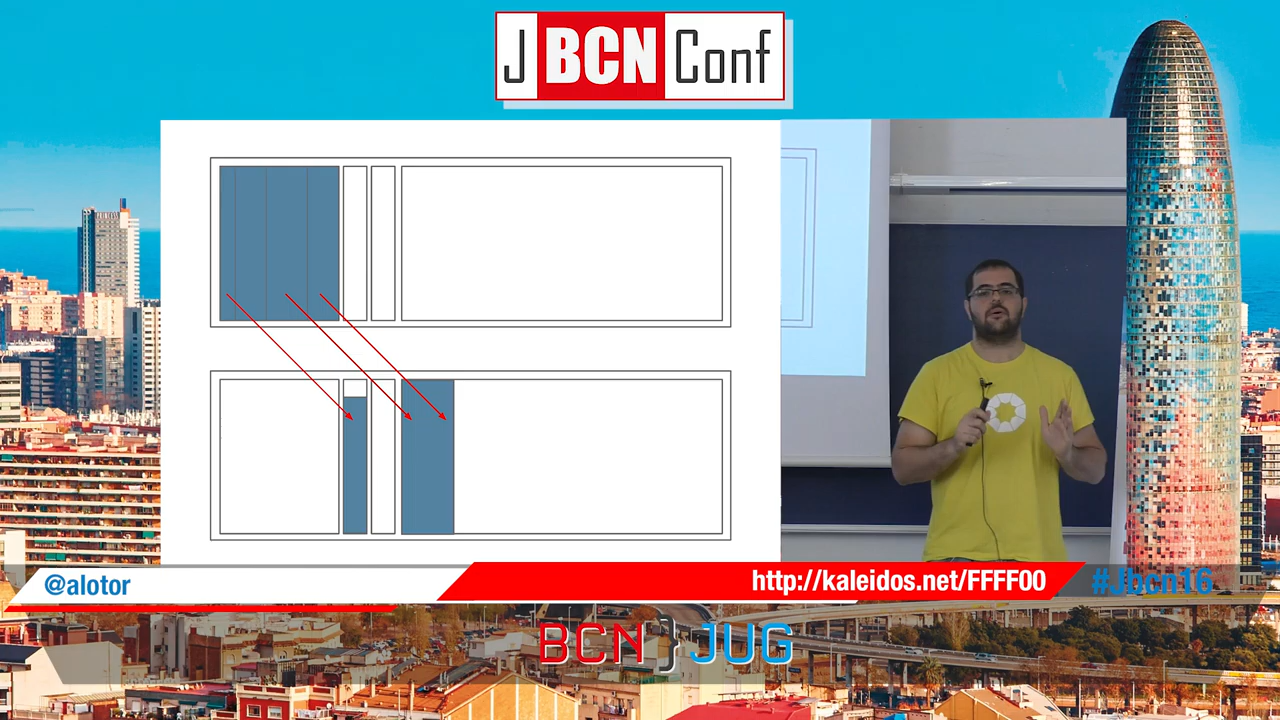 J BCN Conf
@alotor
http://kaleidos.net/FFFF00
#Jbcn16
BCN JUG